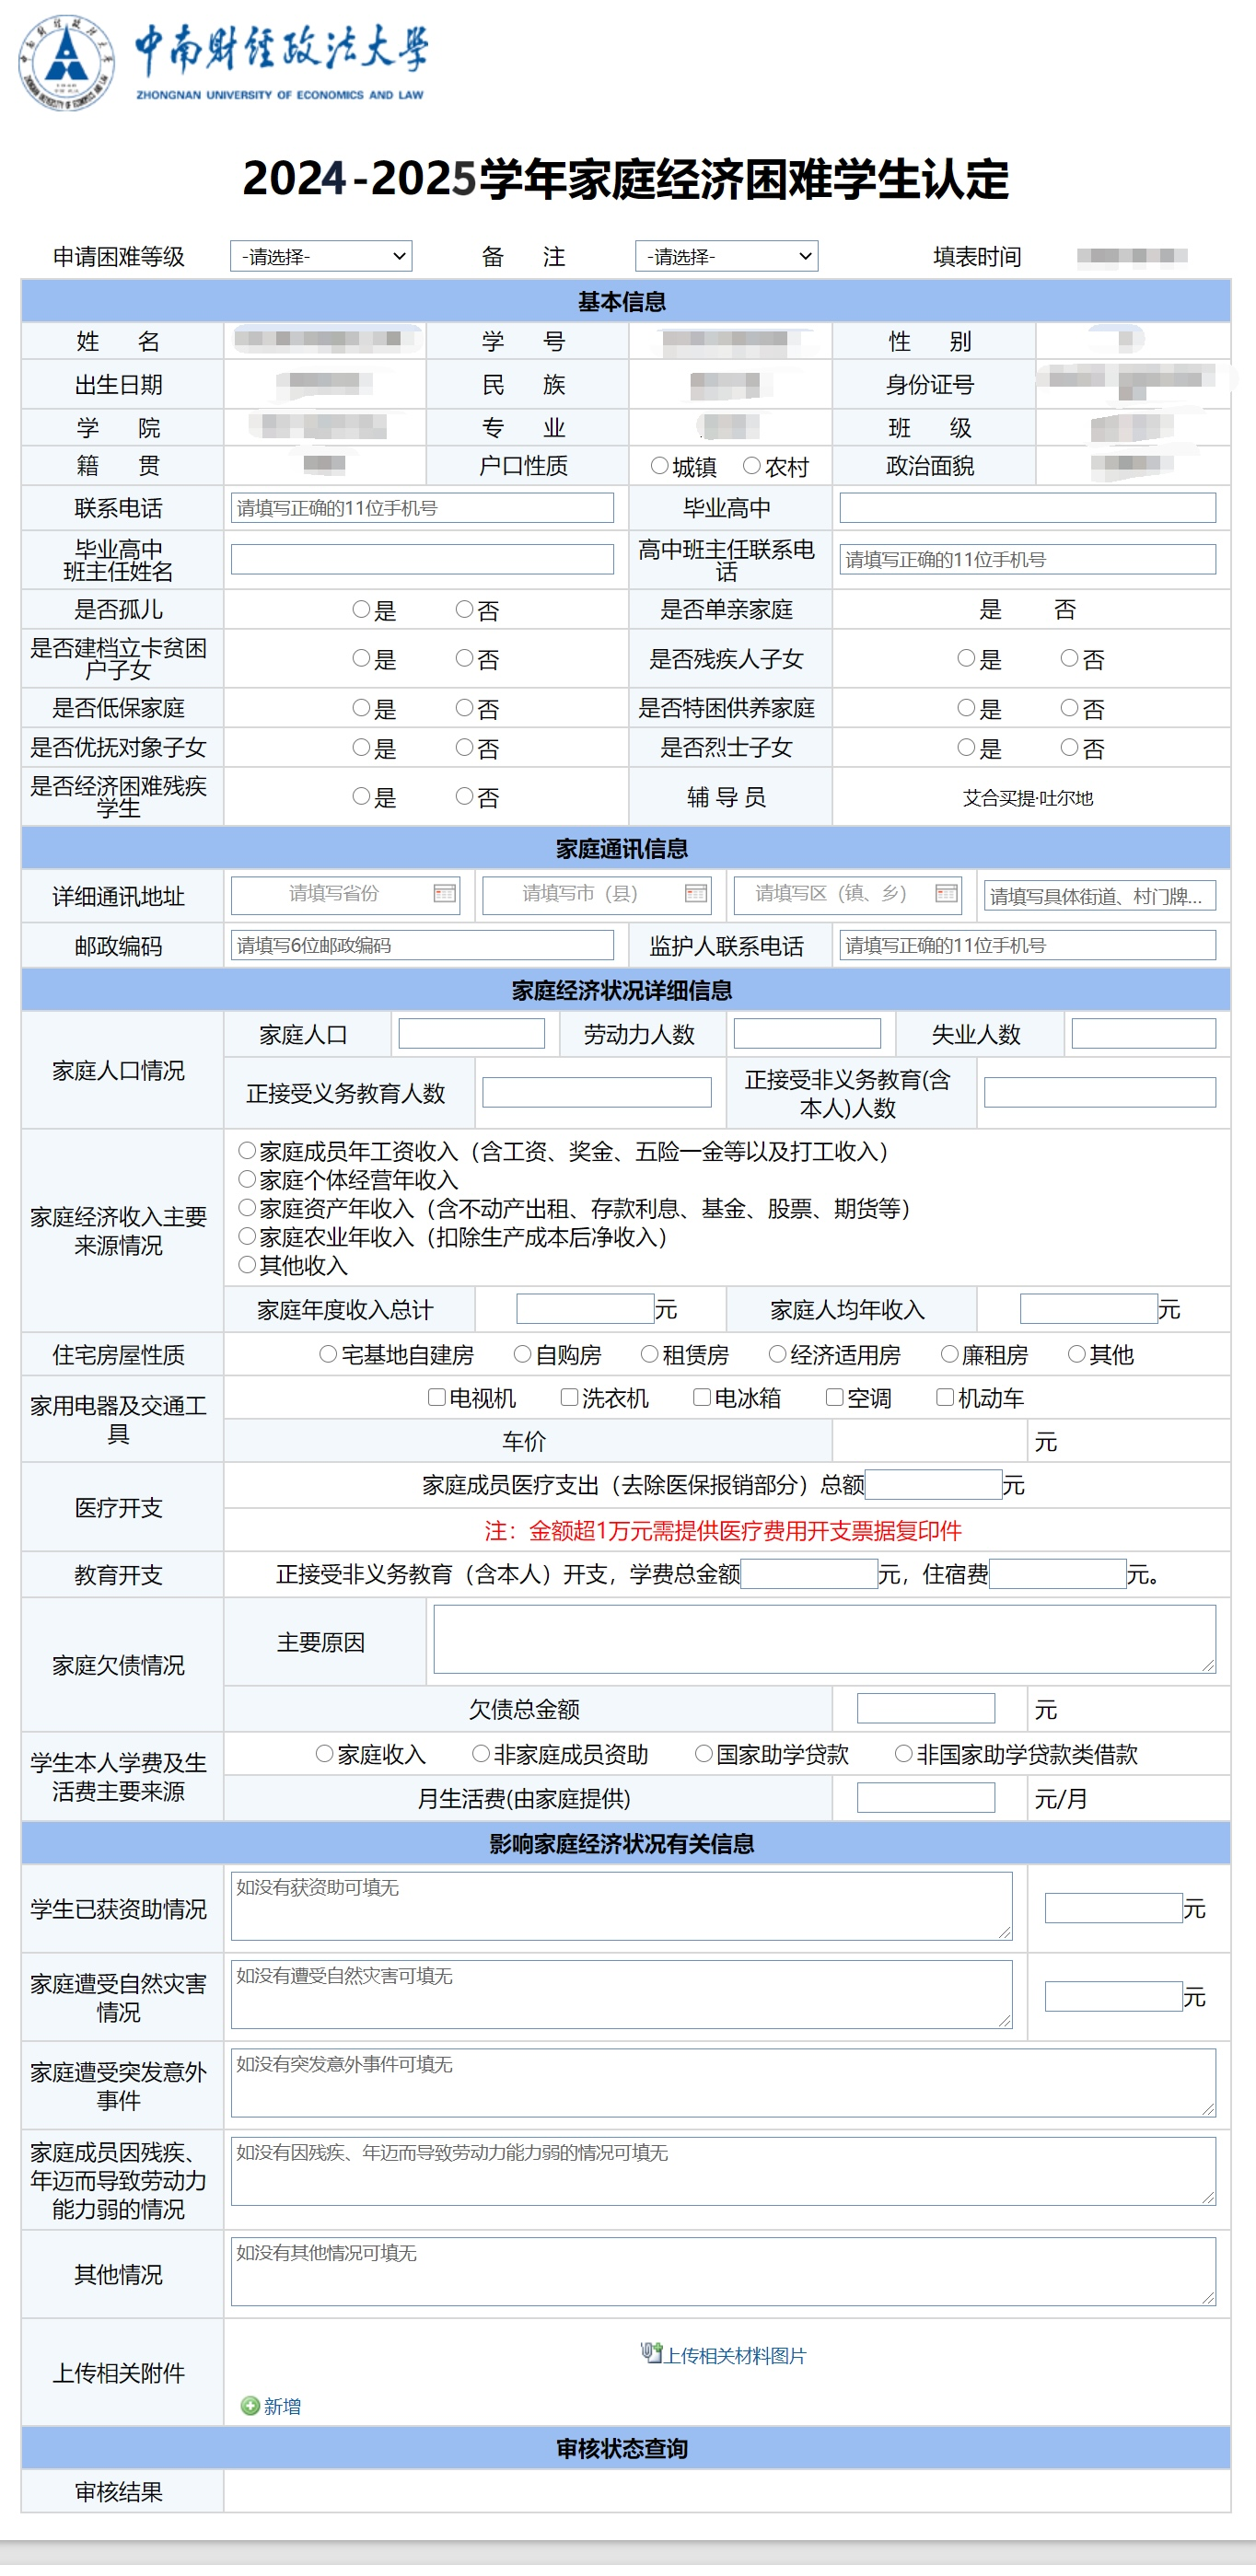 中南财经政法大学
ZHONGNAN UNIVERSITY OF ECONOMICS AND LAW
2024-2025学年家庭经济困难学生认定
申请困难等级 -请选择- 备 注 -请选择- 填表时间
基本信息
姓 名 学 号 性 别
出生日期 民 族 身份证号
学 院 专 业 班 级
籍 贯 户口性质 城镇 农村 政治面貌
联系电话 请填写正确的11位手机号 毕业高中
毕业高中
班主任姓名
高中班主任联系电
话
请填写正确的11位手机号
是否孤儿 是 否 是否单亲家庭 是 否
是否建档立卡贫困
户子女
是 否 是否残疾人子女 是 否
是否低保家庭 是 否 是否特困供养家庭 是 否
是否优抚对象子女 是 否 是否烈士子女 是 否
是否经济困难残疾
学生
是 否 辅 导 员 艾合买提·吐尔地
家庭通讯信息
详细通讯地址 请填写省份 请填写市（县） 请填写区（镇、乡） 请填写具体街道、村门牌...
邮政编码 请填写6位邮政编码 监护人联系电话 请填写正确的11位手机号
家庭经济状况详细信息
家庭人口情况
家庭人口 劳动力人数 失业人数
正接受义务教育人数
正接受非义务教育(含
本人)人数
家庭经济收入主要
来源情况
家庭成员年工资收入（含工资、奖金、五险一金等以及打工收入）
家庭个体经营年收入
家庭资产年收入（含不动产出租、存款利息、基金、股票、期货等）
家庭农业年收入（扣除生产成本后净收入）
其他收入
家庭年度收入总计 元 家庭人均年收入 元
住宅房屋性质 宅基地自建房 自购房 租赁房 经济适用房 廉租房 其他
家用电器及交通工
具
电视机 洗衣机 电冰箱 空调 机动车
车价 元
医疗开支
家庭成员医疗支出（去除医保报销部分）总额 元
注：金额超1万元需提供医疗费用开支票据复印件
教育开支 正接受非义务教育（含本人）开支，学费总金额 元，住宿费 元。
家庭欠债情况
主要原因
欠债总金额 元
学生本人学费及生
活费主要来源
家庭收入 非家庭成员资助 国家助学贷款 非国家助学贷款类借款
月生活费(由家庭提供) 元/月
影响家庭经济状况有关信息
学生已获资助情况 如没有获资助可填无 元
家庭遭受自然灾害
情况
如没有遭受自然灾害可填无 元
家庭遭受突发意外
事件
如没有突发意外事件可填无
家庭成员因残疾、
年迈而导致劳动力
能力弱的情况
如没有因残疾、年迈而导致劳动力能力弱的情况可填无
其他情况 如没有其他情况可填无
上传相关附件
上传相关材料图片
新增
审核状态查询
审核结果